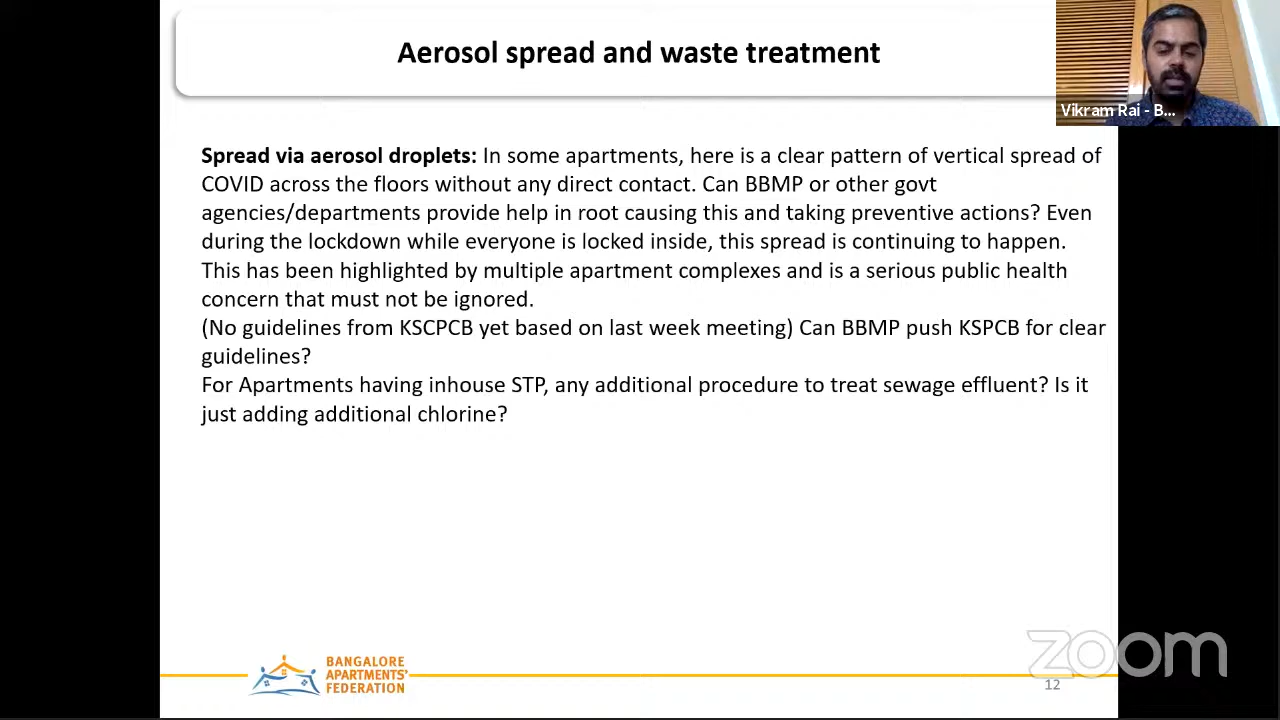 Aerosol spread and waste treatment
Vikram Rai - B...
Spread via aerosol droplets: In some apartments, here is a clear pattern of vertical spread of
COVID across the floors without any direct contact. Can BBMP or other govt
agencies/departments provide help in root causing this and taking preventive actions? Even
during the lockdown while everyone is locked inside, this spread is continuing to happen.
This has been highlighted by multiple apartment complexes and is a serious public health
concern that must not be ignored.
(No guidelines from KSCPCB yet based on last week meeting) Can BBMP push KSPCB for clear
guidelines?
For Apartments having inhouse STP, any additional procedure to treat sewage effluent? Is it
just adding additional chlorine?
BANGALORE
APARTMENTS'
FEDERATION
zoom
12